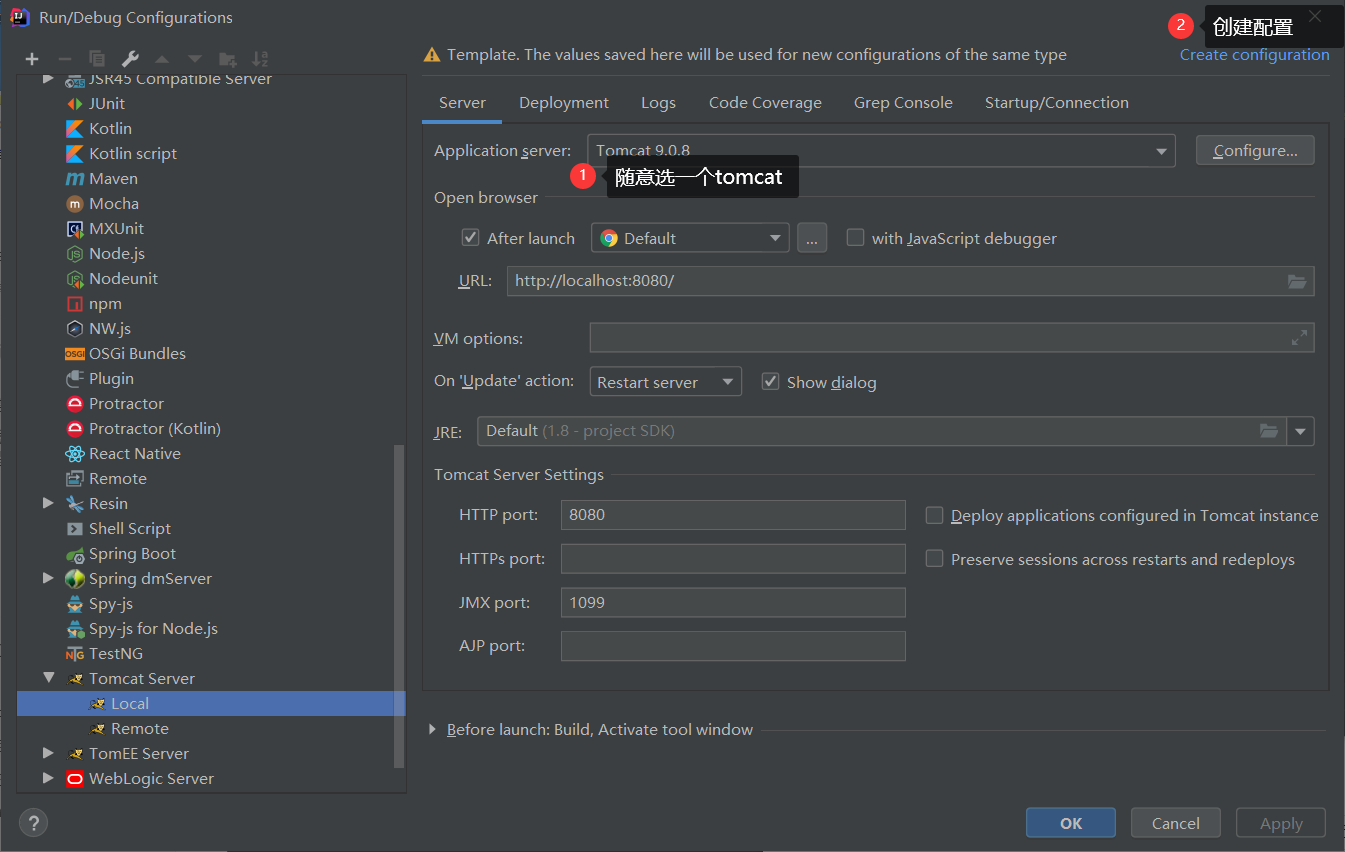 Run/Debug Configurations
2 创建配置
Template. The values saved here will be used for new configurations of the same type
Create configuration
JSR45 Compatible Server
JUnit
Kotlin
Kotlin script
Maven
Mocha
MXUnit
Node.js
Nodeunit
npm
NW.js
OSGi Bundles
Plugin
Protractor
Protractor (Kotlin)
React Native
Remote
Resin
Shell Script
Spring Boot
Spring dmServer
Spy-js
Spy-js for Node.js
TestNG
Tomcat Server
Local
Remote
TomEE Server
WebLogic Server
Server Deployment Logs Code Coverage Grep Console Startup/Connection
Application server: Tomcat 9.0.8 Configure...
1 随意选一个tomcat
Open browser
After launch Default ... with JavaScript debugger
URL: http://localhost:8080/
VM options:
On 'Update' action: Restart server Show dialog
JRE: Default (1.8 - project SDK)
Tomcat Server Settings
HTTP port: 8080 Deploy applications configured in Tomcat instance
HTTPs port: Preserve sessions across restarts and redeploys
JMX port: 1099
AJP port:
Before launch: Build, Activate tool window
? OK Cancel Apply